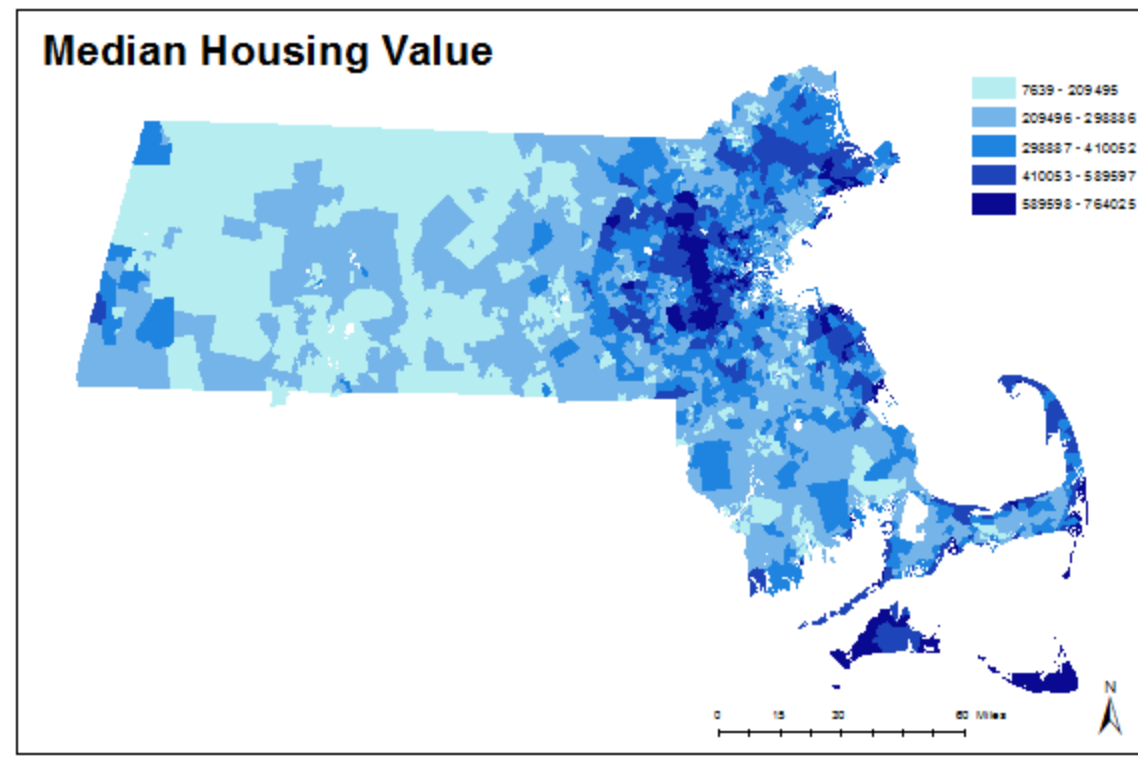 Median Housing Value
7639 - 209495
209496 - 298886
298887 - 410052
410053 - 589597
589598 - 764025
N
0 15 30 60 Miles